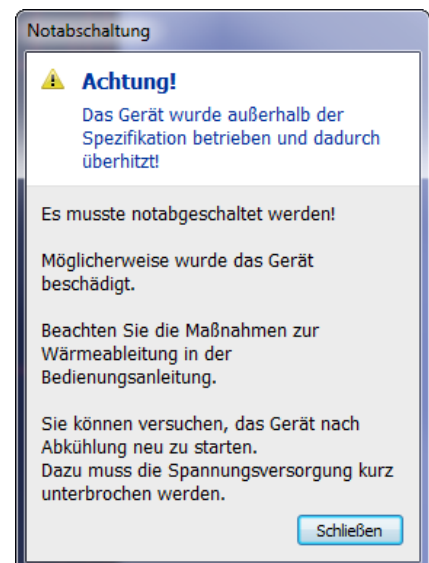 Notabschaltung
Achtung!
Das Gerät wurde außerhalb der
Spezifikation betrieben und dadurch
überhitzt!
Es musste notabgeschaltet werden!
Möglicherweise wurde das Gerät
beschädigt.
Beachten Sie die Maßnahmen zur
Wärmeableitung in der
Bedienungsanleitung.
Sie können versuchen, das Gerät nach
Abkühlung neu zu starten.
Dazu muss die Spannungsversorgung kurz
unterbrochen werden.
Schließen